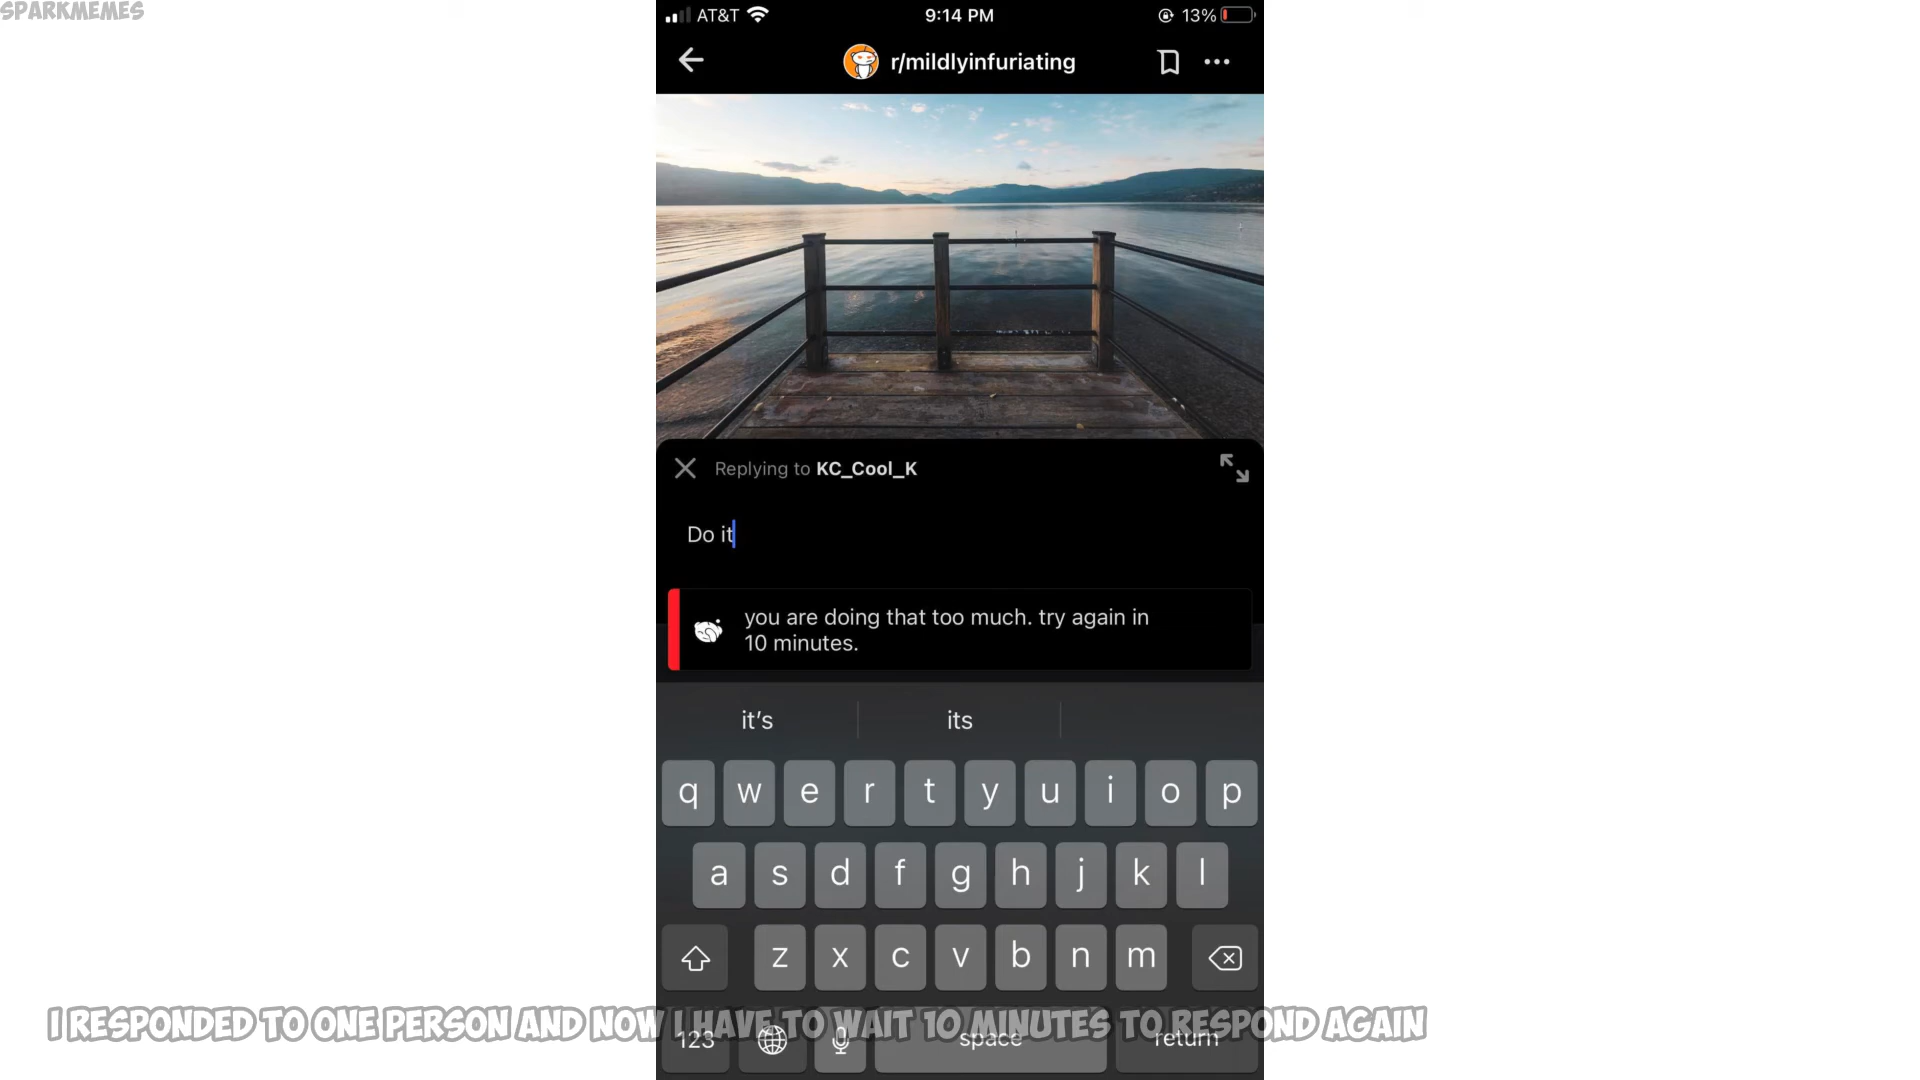 SPARKMEMES
AT&T 9:14 PM 13%
r/mildlyinfuriating
Replying to KC_Cool_K
Do it
you are doing that too much. try again in
10 minutes.
it's its
q w e r t y u i o p
a s d f g h j k l
z x c v b n m
I RESPONDED TO ONE PERSON AND NOW I HAVE TO WAIT 10 MINUTES TO RESPOND AGAIN
123 space return